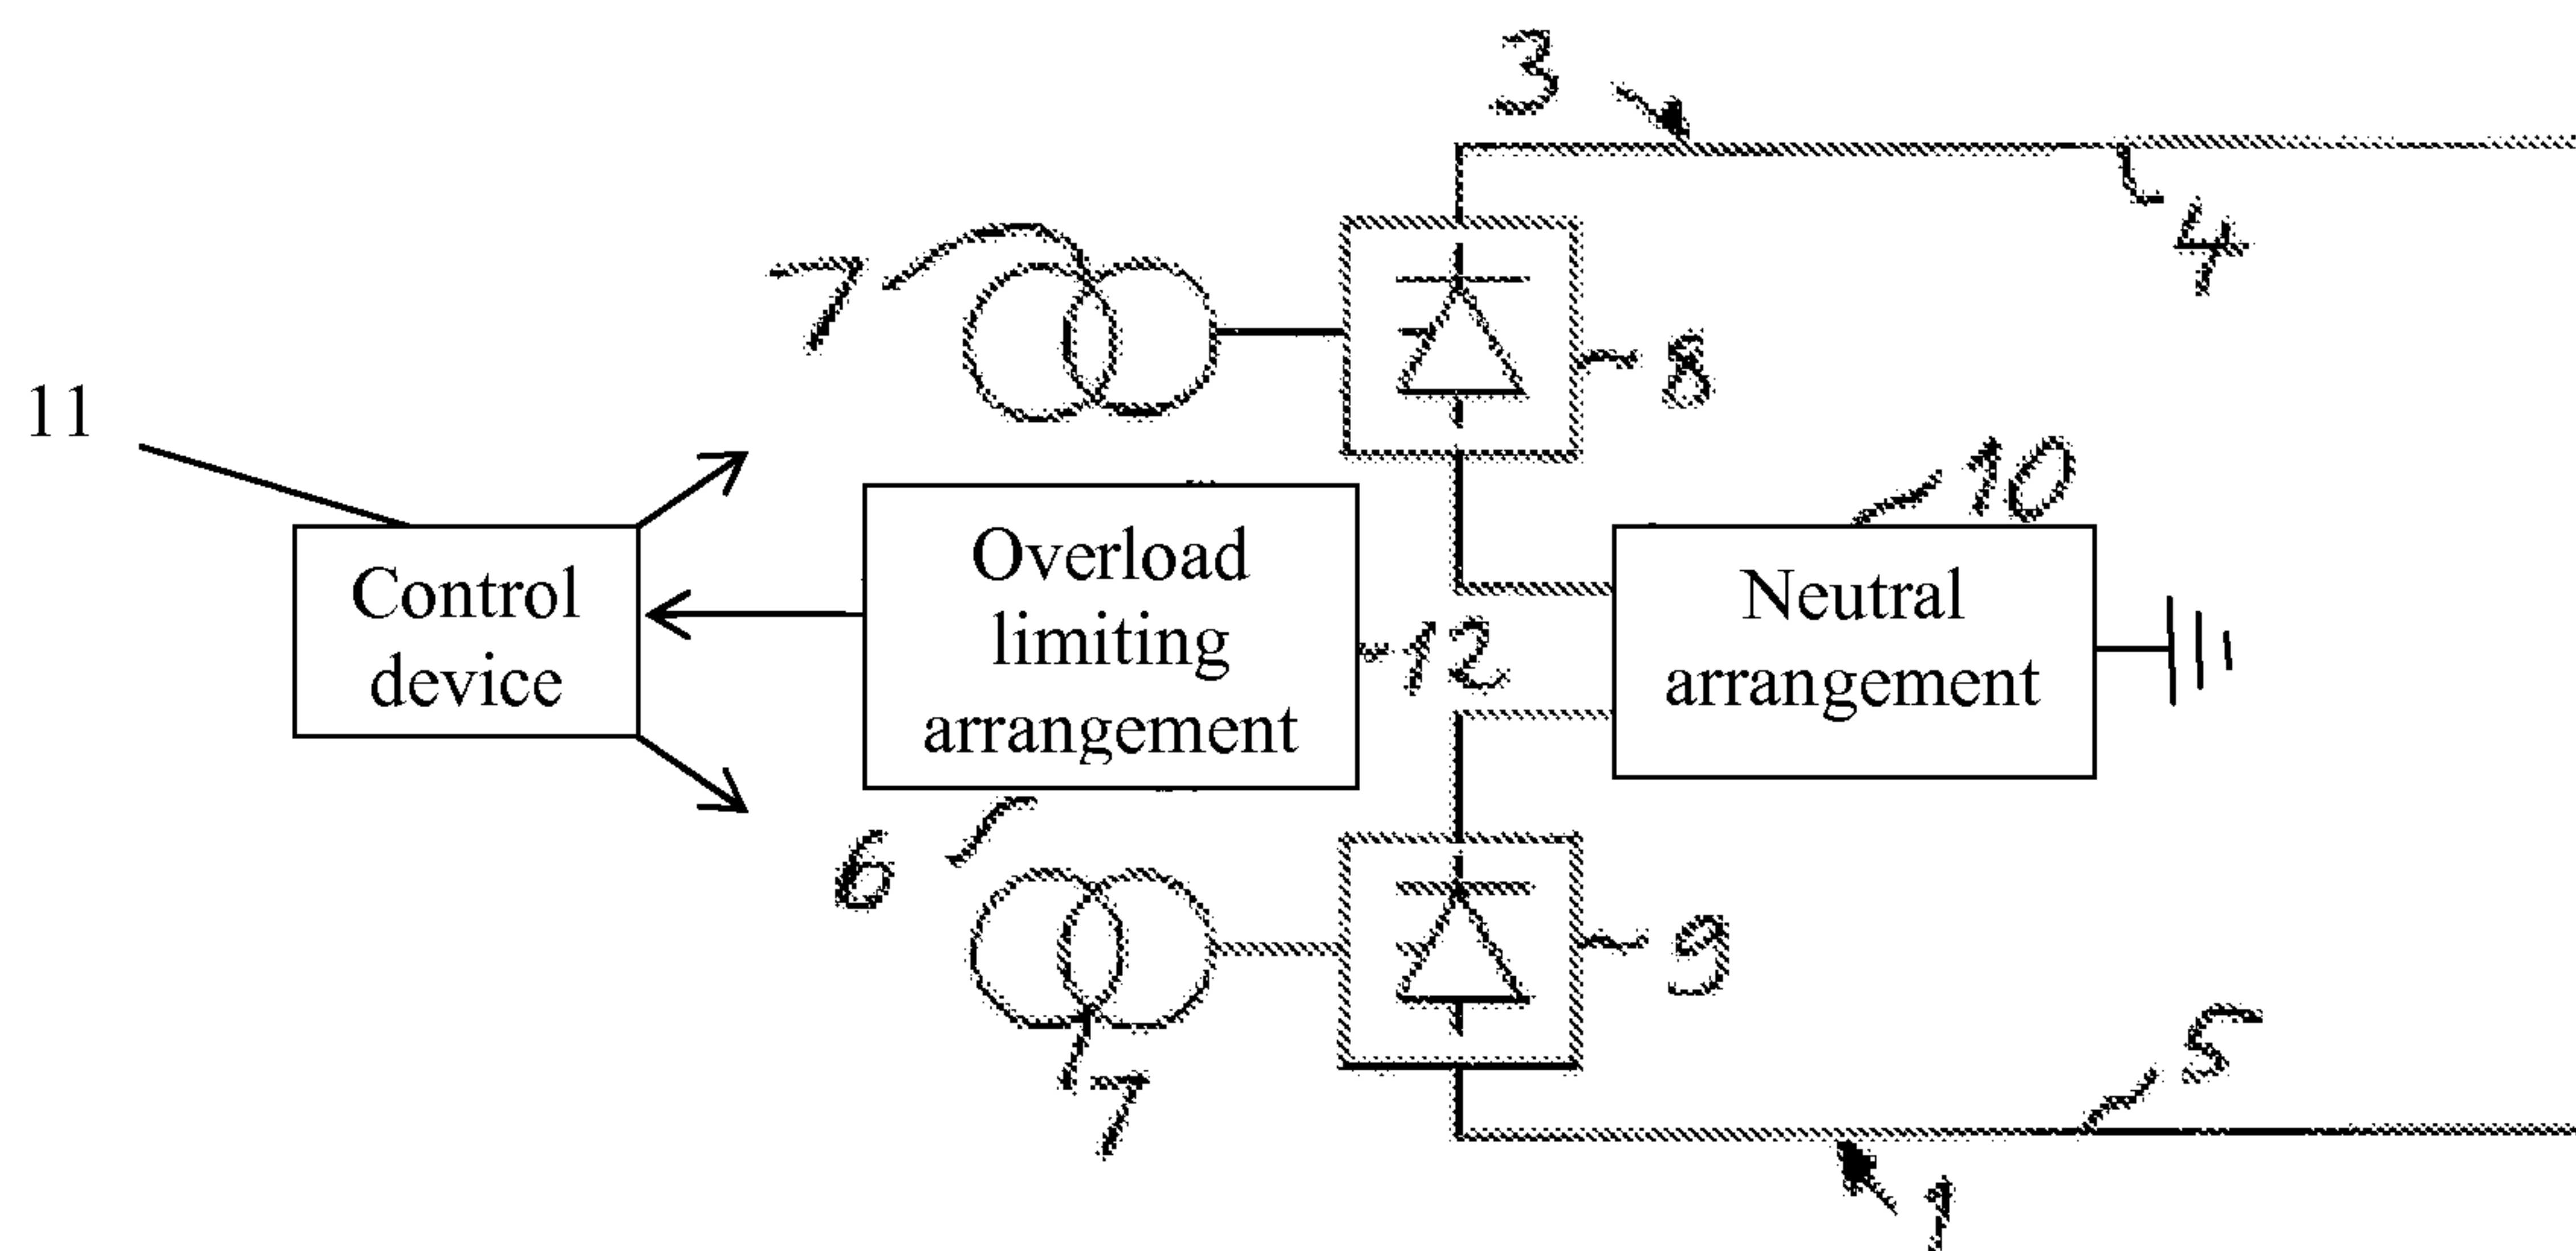 3
4
7
8
11
10
Control
device
Overload
limiting
arrangement
12
Neutral
arrangement
6
9
7
5
1